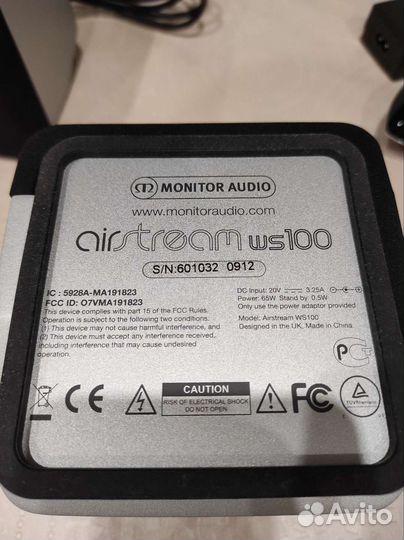 MONITOR AUDIO
www.monitoraudio.com
airstream ws100
S/N:601032 0912
IC : 5928A-MA191823
FCC ID: O7VMA191823
This device complies with part 15 of the FCC Rules.
Operation is subject to the following two conditions.
(1) This device may not cause harmful interference, and
(2) This device must accept any interference received,
including interference that may cause undesired
operation.
DC Input: 20V 3.25A
Power: 65W Stand by 0.5W
Only use the power adaptor provided
Model: Airstream WS100
Designed in the UK, Made in China
CE
CAUTION
RISK OF ELECTRICAL SHOCK
DO NOT OPEN
FC
Avito